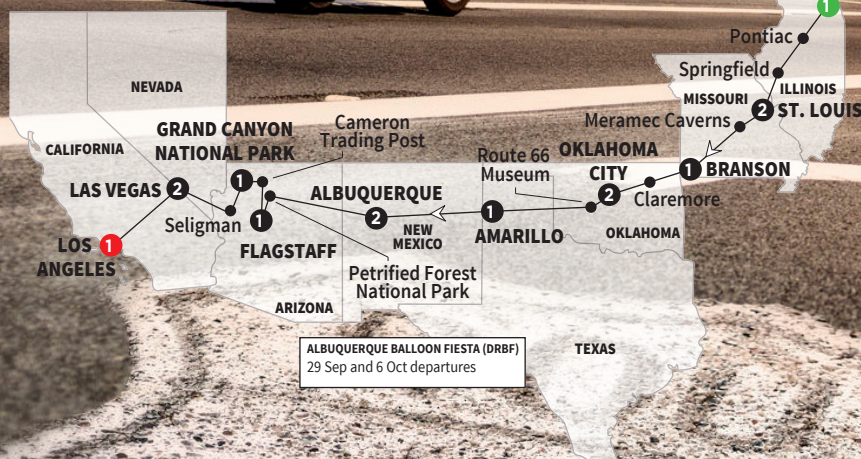 1
Pontiac
Springfield
ILLINOIS
MISSOURI
2
ST. LOUIS
Meramec Caverns
NEVADA
CALIFORNIA
GRAND CANYON
NATIONAL PARK
Cameron
Trading Post
Route 66
Museum
OKLAHOMA
CITY
1
BRANSON
LAS VEGAS
2
1
ALBUQUERQUE
2
Claremore
Seligman
1
FLAGSTAFF
2
NEW
MEXICO
1
AMARILLO
OKLAHOMA
LOS
ANGELES
1
Petrified Forest
National Park
ARIZONA
TEXAS
ALBUQUERQUE BALLOON FIESTA (DRBF)
29 Sep and 6 Oct departures